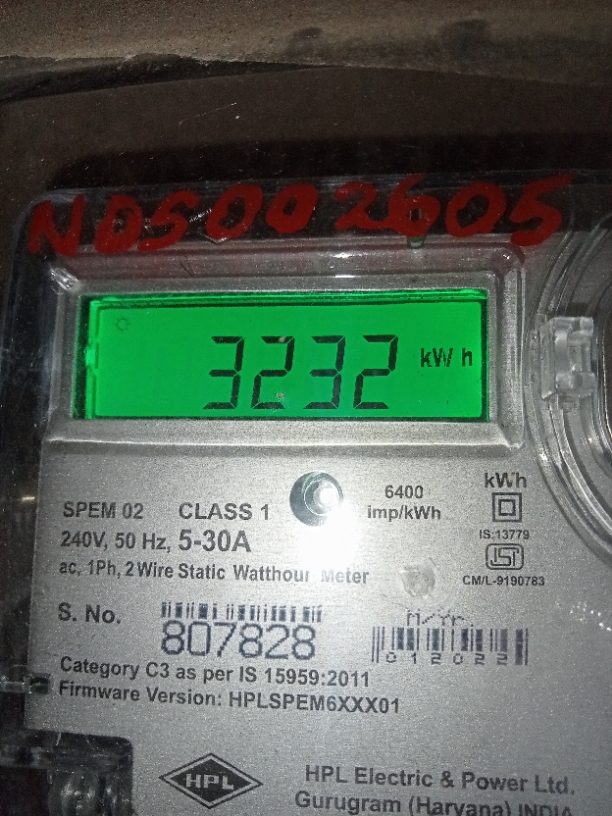 NDS002605
3232 kWh
6400
imp/kWh
kWh
SPEM 02 CLASS 1
240V, 50 Hz, 5-30A
IS:13779
ac, 1Ph, 2 Wire Static Watthour Meter
CM/L-9190783
S. No.
807828
M/Yr.
012022
Category C3 as per IS 15959:2011
Firmware Version: HPLSPEM6XXX01
HPL
HPL Electric & Power Ltd.
Gurugram (Haryana) INDIA